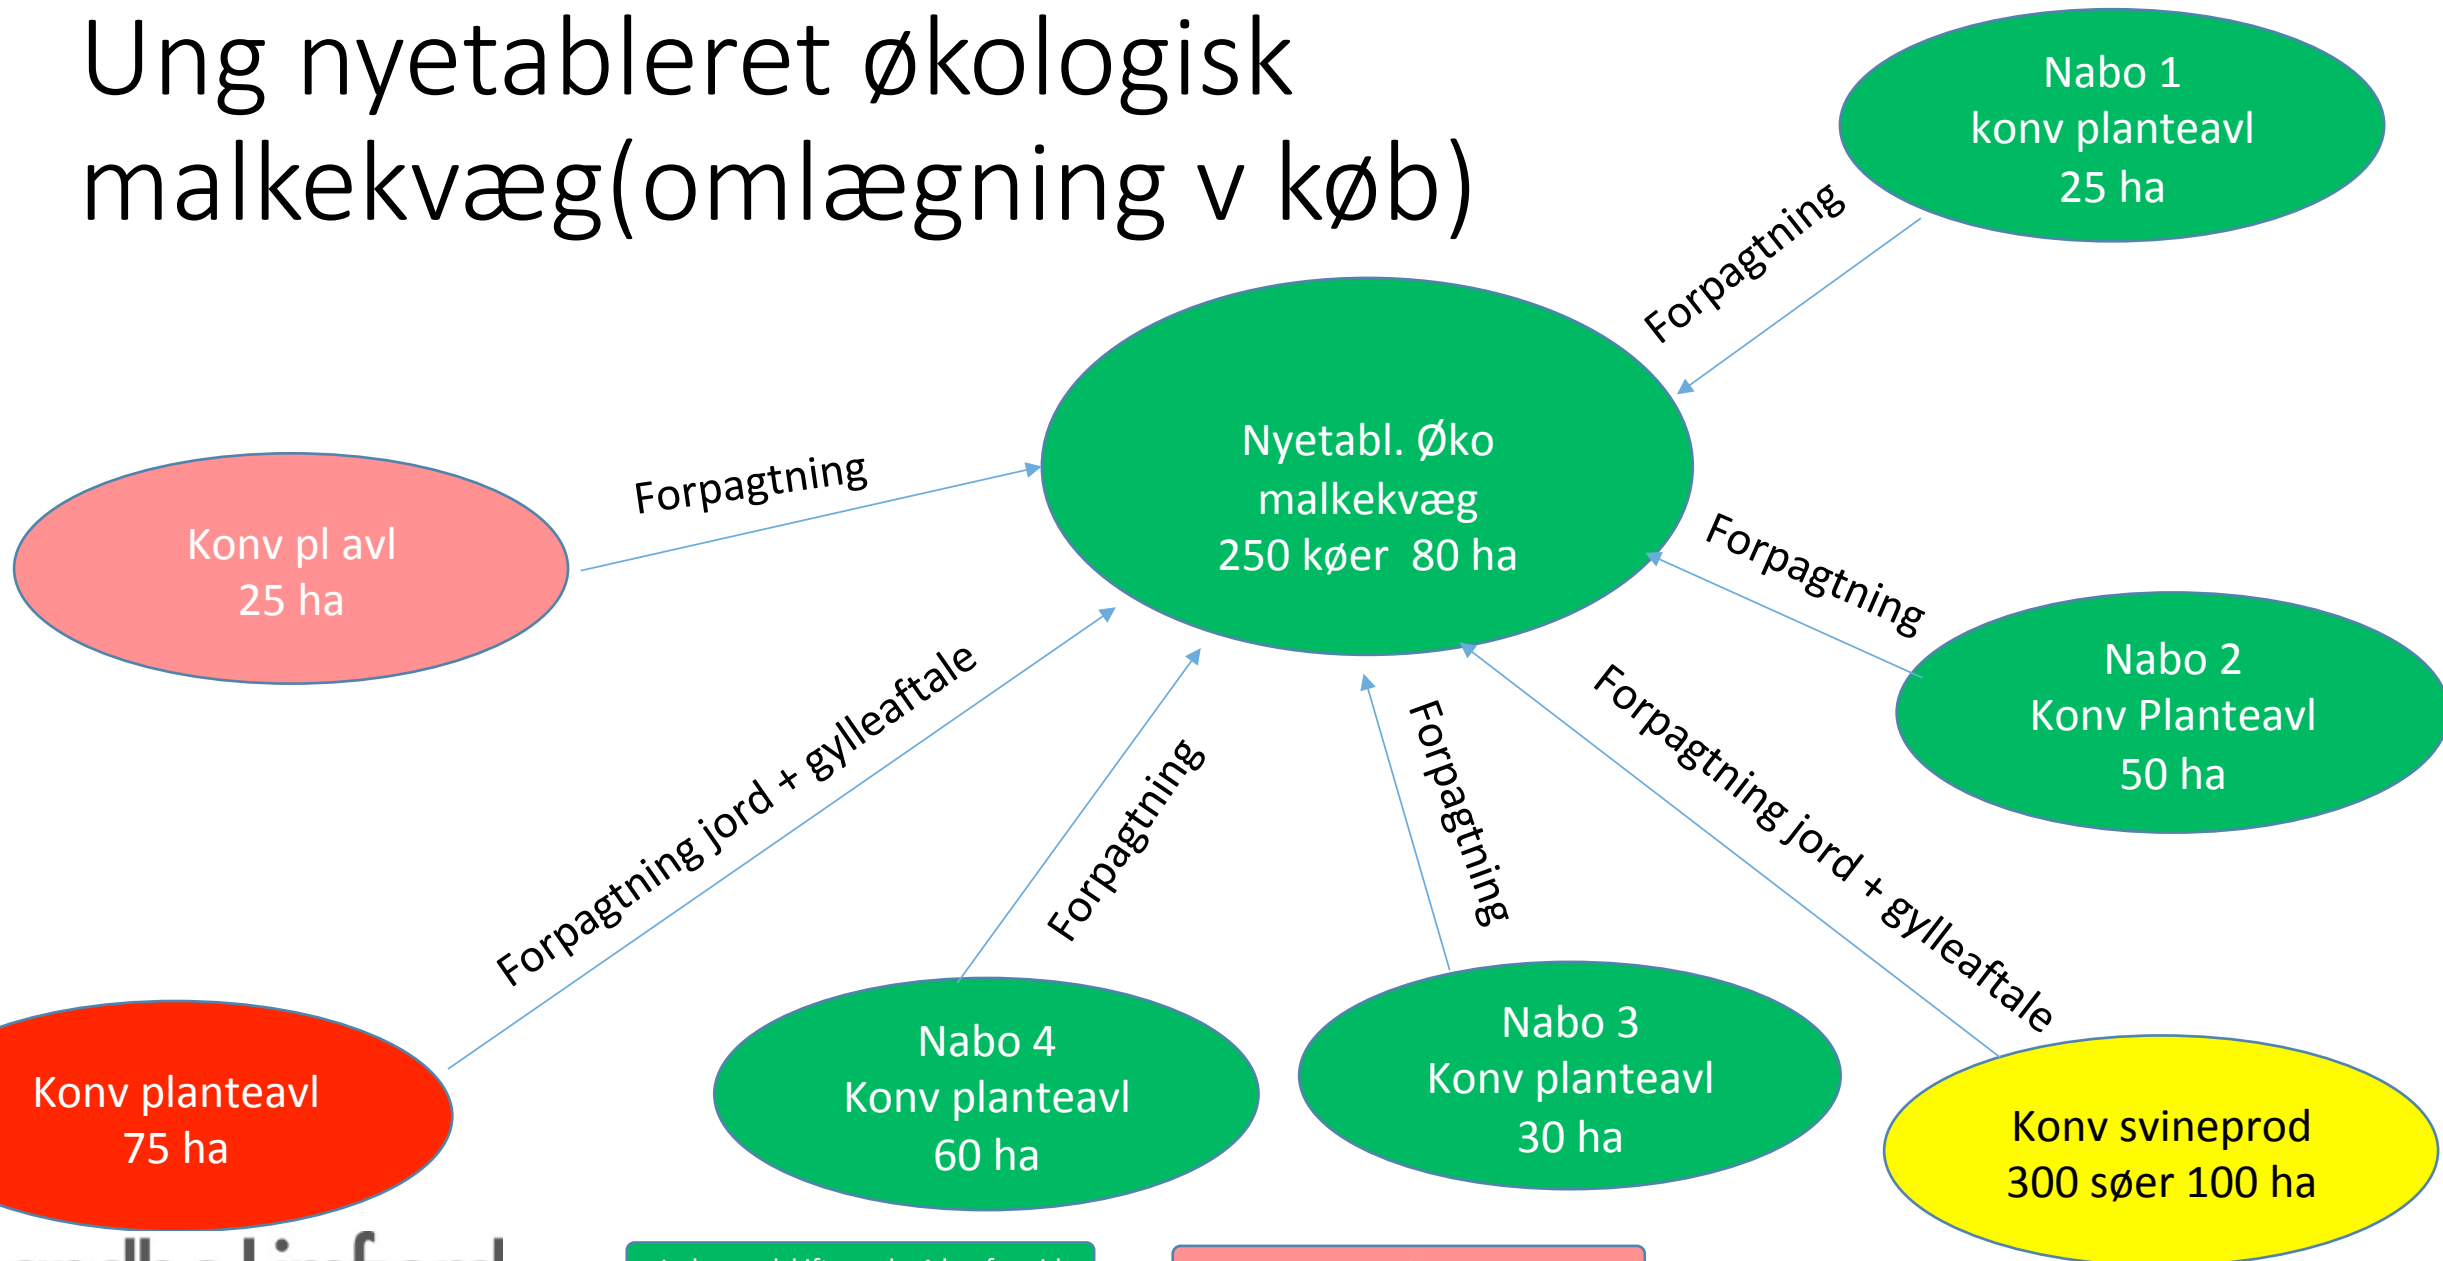 Ung nyetableret økologisk
malkekvæg(omlægning v køb)
Nabo 1
konv planteavl
25 ha
Forpagtning
Nyetabl. Øko
malkekvæg
250 køer  80 ha
Forpagtning
Konv pl avl
25 ha
Forpagtning
Nabo 2
Konv Planteavl
50 ha
Forpagtning jord + gylleaftale
Forpagtning
Forpagtning
Forpagtning jord + gylleaftale
Konv planteavl
75 ha
Nabo 4
Konv planteavl
60 ha
Nabo 3
Konv planteavl
30 ha
Konv svineprod
300 søer 100 ha